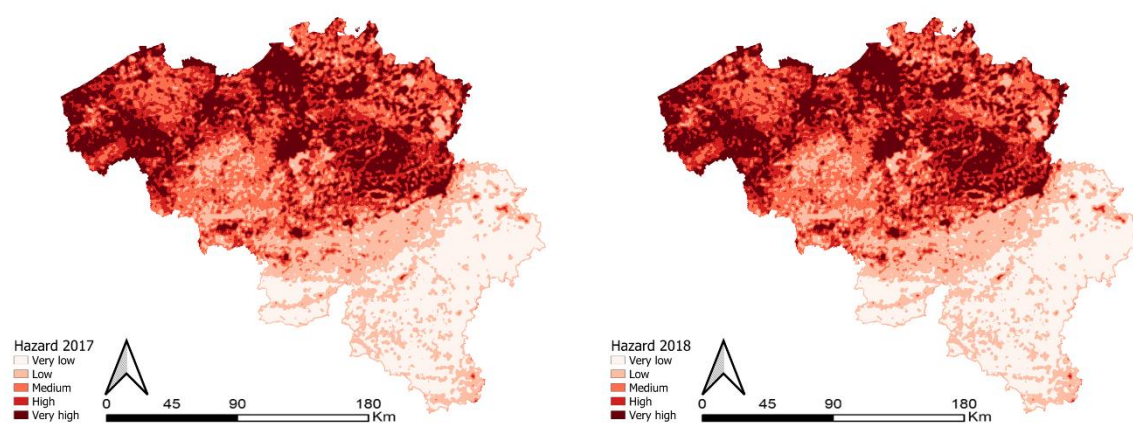 Hazard 2017
Very low
Low
Medium
High
Very high
0 45 90 180
Km
Hazard 2018
Very low
Low
Medium
High
Very high
0 45 90 180
Km